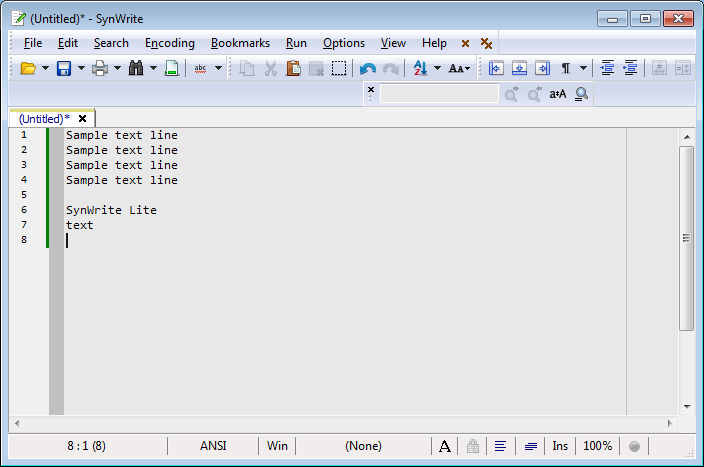 (Untitled)* - SynWrite
File Edit Search Encoding Bookmarks Run Options View Help
abc AZ AA
a+A
(Untitled)*
1 Sample text line
2 Sample text line
3 Sample text line
4 Sample text line
5
6 SynWrite Lite
7 text
8
8 : 1 (8) ANSI Win (None) A Ins 100%